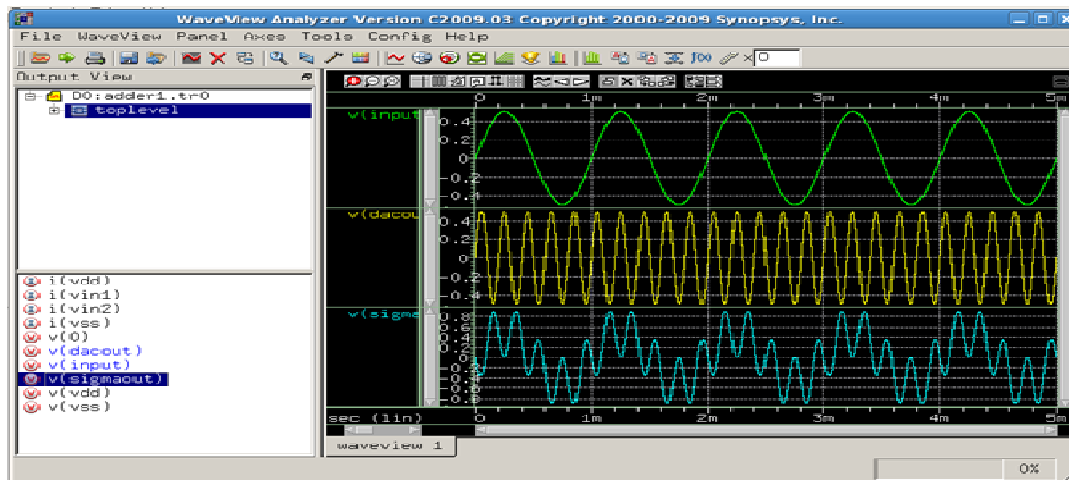 WaveView Analyzer Version C2009.03 Copyright 2000-2009 Synopsys, Inc.
File WaveView Panel Axes Tools Config Help
0
Output View
D0:adder1.tr0
toplevel
i(vdd)
i(vin1)
i(vin2)
i(vss)
v(0)
v(dacout)
v(input)
v(sigmaout)
v(vdd)
v(vss)
0 1m 2m 3m 4m 5m
v(input
0.4
0.2
0
-0.2
v(dacou
0.4
0.2
0
-0.2
-0.4
v(sigma
sec (lin) 0 1m 2m 3m 4m 5m
waveview 1
0%